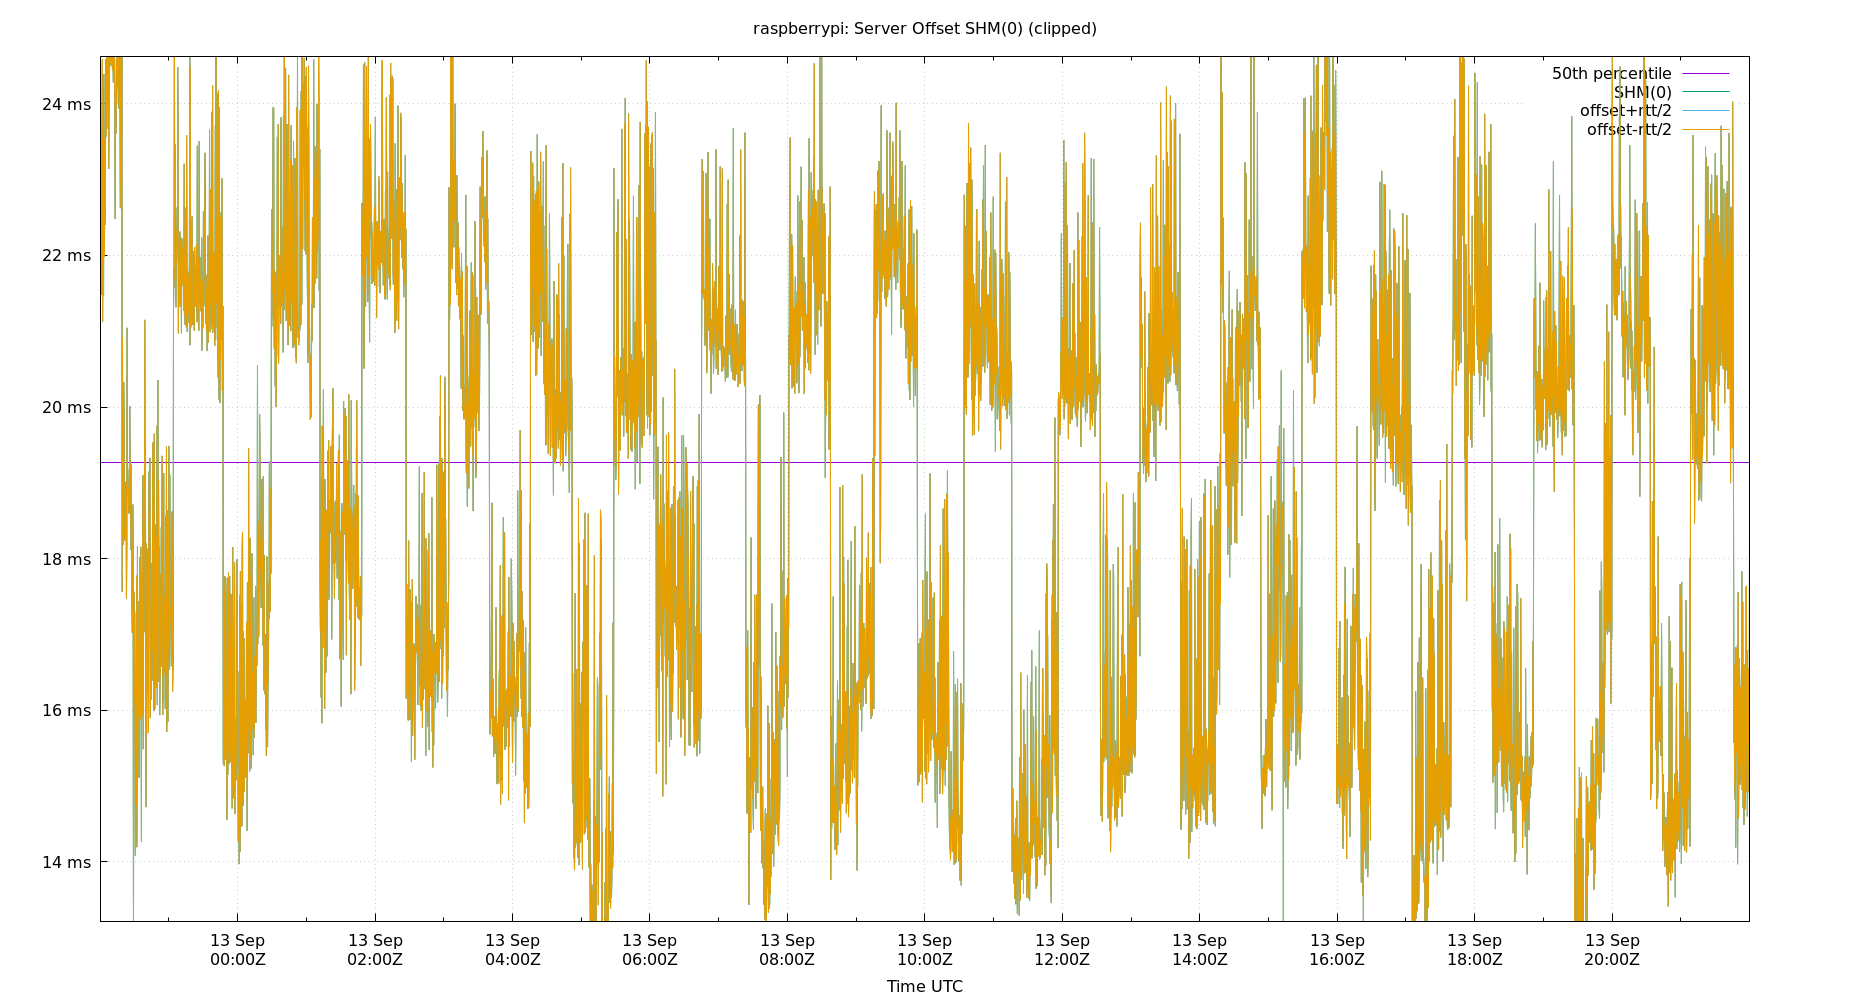 raspberrypi: Server Offset SHM(0) (clipped)
50th percentile
SHM(0)
offset+rtt/2
offset-rtt/2
24 ms
22 ms
20 ms
18 ms
16 ms
14 ms
13 Sep 13 Sep 13 Sep 13 Sep 13 Sep 13 Sep 13 Sep 13 Sep 13 Sep 13 Sep 13 Sep
00:00Z 02:00Z 04:00Z 06:00Z 08:00Z 10:00Z 12:00Z 14:00Z 16:00Z 18:00Z 20:00Z
Time UTC